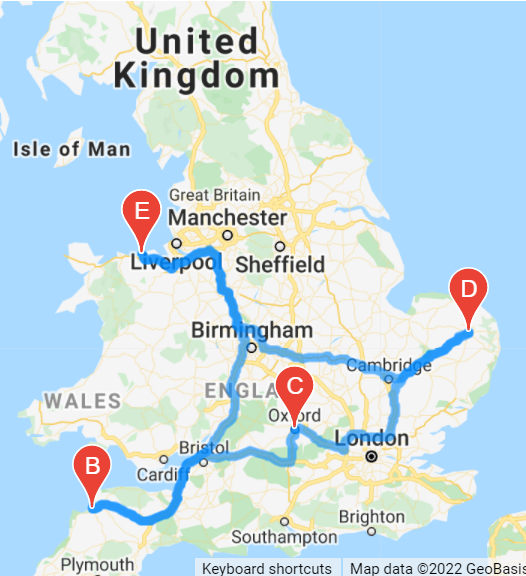 United
Kingdom
Isle of Man
Great Britain
Manchester
E
Liverpool
Sheffield
D
Birmingham
Cambridge
C
WALES
ENGLA
Oxford
London
Bristol
B
Cardiff
Brighton
Southampton
Plymouth
Keyboard shortcuts
Map data ©2022 GeoBasis